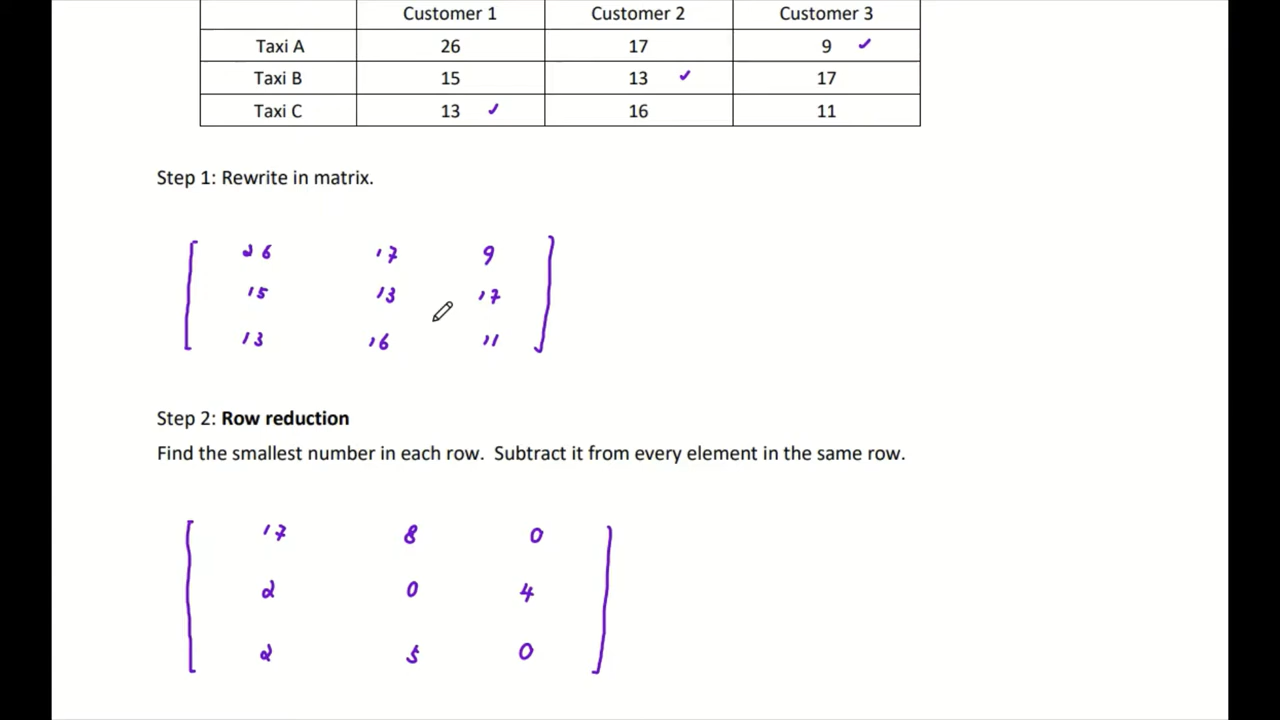 Customer 1 Customer 2 Customer 3
Taxi A 26 17 9 ✓
Taxi B 15 13 ✓ 17
Taxi C 13 ✓ 16 11
Step 1: Rewrite in matrix.
26 17 9
15 13 17
13 16 11
Step 2: Row reduction
Find the smallest number in each row. Subtract it from every element in the same row.
17 8 0
2 0 4
2 5 0